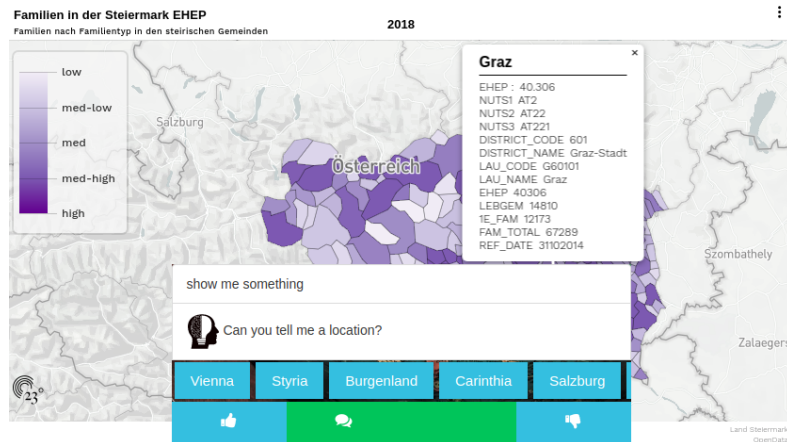 Familien in der Steiermark EHEP
Familien nach Familientyp in den steirischen Gemeinden
2018
low
med-low
med
med-high
high
Salzburg
Österreich
Szombathely
Zalaegers
Graz
×
EHEP : 40.306
NUTS1 AT2
NUTS2 AT22
NUTS3 AT221
DISTRICT_CODE 601
DISTRICT_NAME Graz-Stadt
LAU_CODE G60101
LAU_NAME Graz
EHEP 40306
LEBGEM 14810
1E_FAM 12173
FAM_TOTAL 67289
REF_DATE 31102014
show me something
Can you tell me a location?
Vienna
Styria
Burgenland
Carinthia
Salzburg
23°
Land Steiermark
OpenData